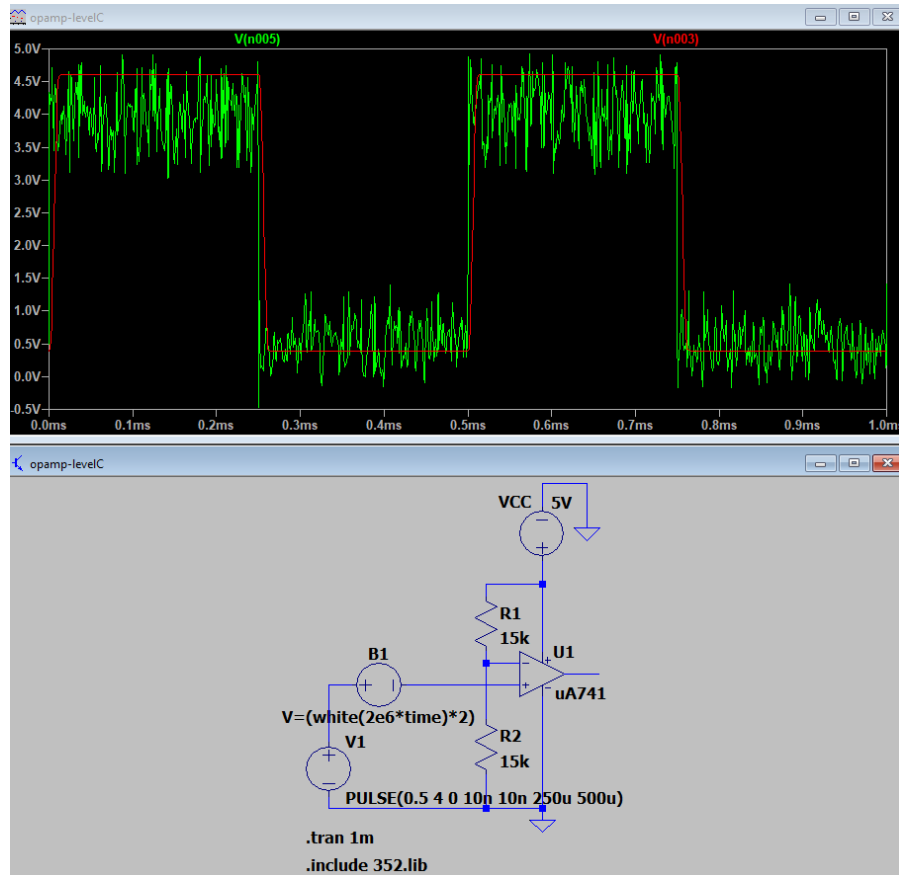 opamp-levelC
V(n005) V(n003)
5.0V
4.5V
4.0V
3.5V
3.0V
2.5V
2.0V
1.5V
1.0V
0.5V
0.0V
-0.5V
0.0ms 0.1ms 0.2ms 0.3ms 0.4ms 0.5ms 0.6ms 0.7ms 0.8ms 0.9ms 1.0ms
opamp-levelC
VCC 5V
R1
15k
U1
uA741
B1
V=(white(2e6*time)*2)
V1
R2
15k
PULSE(0.5 4 0 10n 10n 250u 500u)
.tran 1m
.include 352.lib